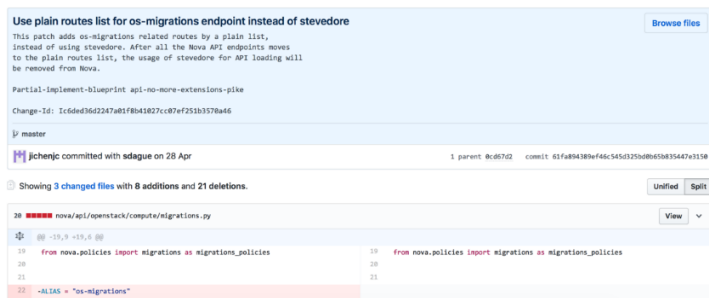 Use plain routes list for os-migrations endpoint instead of stevedore
Browse files
This patch adds os-migrations related routes by a plain list,
instead of using stevedore. After all the Nova API endpoints moves
to the plain routes list, the usage of stevedore for API loading will
be removed from Nova.
Partial-implement-blueprint api-no-more-extensions-pike
Change-Id: Ic6ded36d2247a01f8b41027cc07ef251b3570a46
master
jichenjc committed with sdague on 28 Apr
1 parent 0cd67d2 commit 61fa894389ef46c545d325bd0b65b835447e3150
Showing 3 changed files with 8 additions and 21 deletions.
Unified Split
20 nova/api/openstack/compute/migrations.py
View
@@ -19,9 +19,6 @@
19 from nova.policies import migrations as migrations_policies 19 from nova.policies import migrations as migrations_policies
20 20
21 21
22 -ALIAS = "os-migrations"